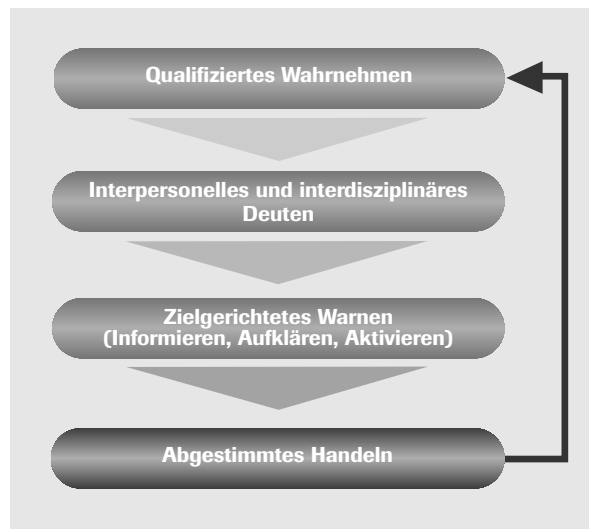 Qualifiziertes Wahrnehmen
Interpersonelles und interdisziplinäres
Deuten
Zielgerichtetes Warnen
(Informieren, Aufklären, Aktivieren)
Abgestimmtes Handeln